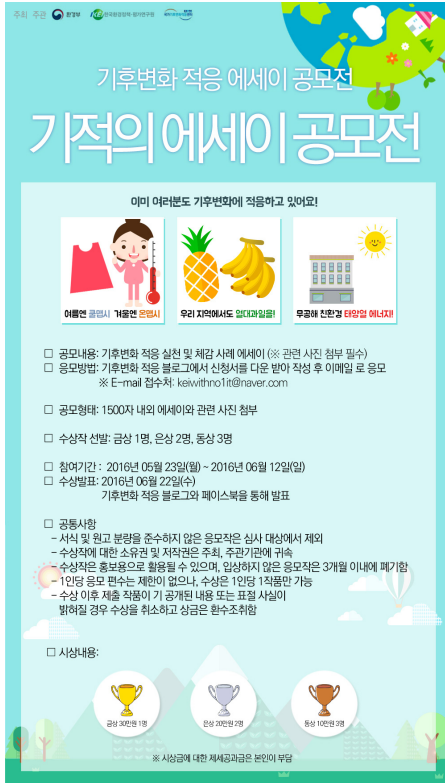 주최 주관 환경부 한국환경정책·평가연구원
기후변화 적응 에세이 공모전
기적의 에세이 공모전
이미 여러분도 기후변화에 적응하고 있어요!
여름엔 쿨맵시 겨울엔 온맵시
우리 지역에서도 열대과일을!
무공해 친환경 태양열 에너지!
□ 공모내용: 기후변화 적응 실천 및 체감 사례 에세이 (※ 관련 사진 첨부 필수)
□ 응모방법: 기후변화 적응 블로그에서 신청서를 다운 받아 작성 후 이메일 로 응모
※ E-mail 접수처: keiwithno1it@naver.com
□ 공모형태: 1500자 내외 에세이와 관련 사진 첨부
□ 수상작 선발: 금상 1명, 은상 2명, 동상 3명
□ 참여기간 : 2016년 05월 23일(월) ~ 2016년 06월 12일(일)
□ 수상발표: 2016년 06월 22일(수)
기후변화 적응 블로그와 페이스북을 통해 발표
□ 공통사항
- 서식 및 원고 분량을 준수하지 않은 응모작은 심사 대상에서 제외
- 수상작에 대한 소유권 및 저작권은 주최, 주관기관에 귀속
- 수상작은 홍보용으로 활용될 수 있으며, 입상하지 않은 응모작은 3개월 이내에 폐기함
- 1인당 응모 편수는 제한이 없으나, 수상은 1인당 1작품만 가능
- 수상 이후 제출 작품이 기 공개된 내용 또는 표절 사실이
밝혀질 경우 수상을 취소하고 상금은 환수조취함
□ 시상내용:
금상 30만원 1명
은상 20만원 2명
동상 10만원 3명
※ 시상금에 대한 제세공과금은 본인이 부담